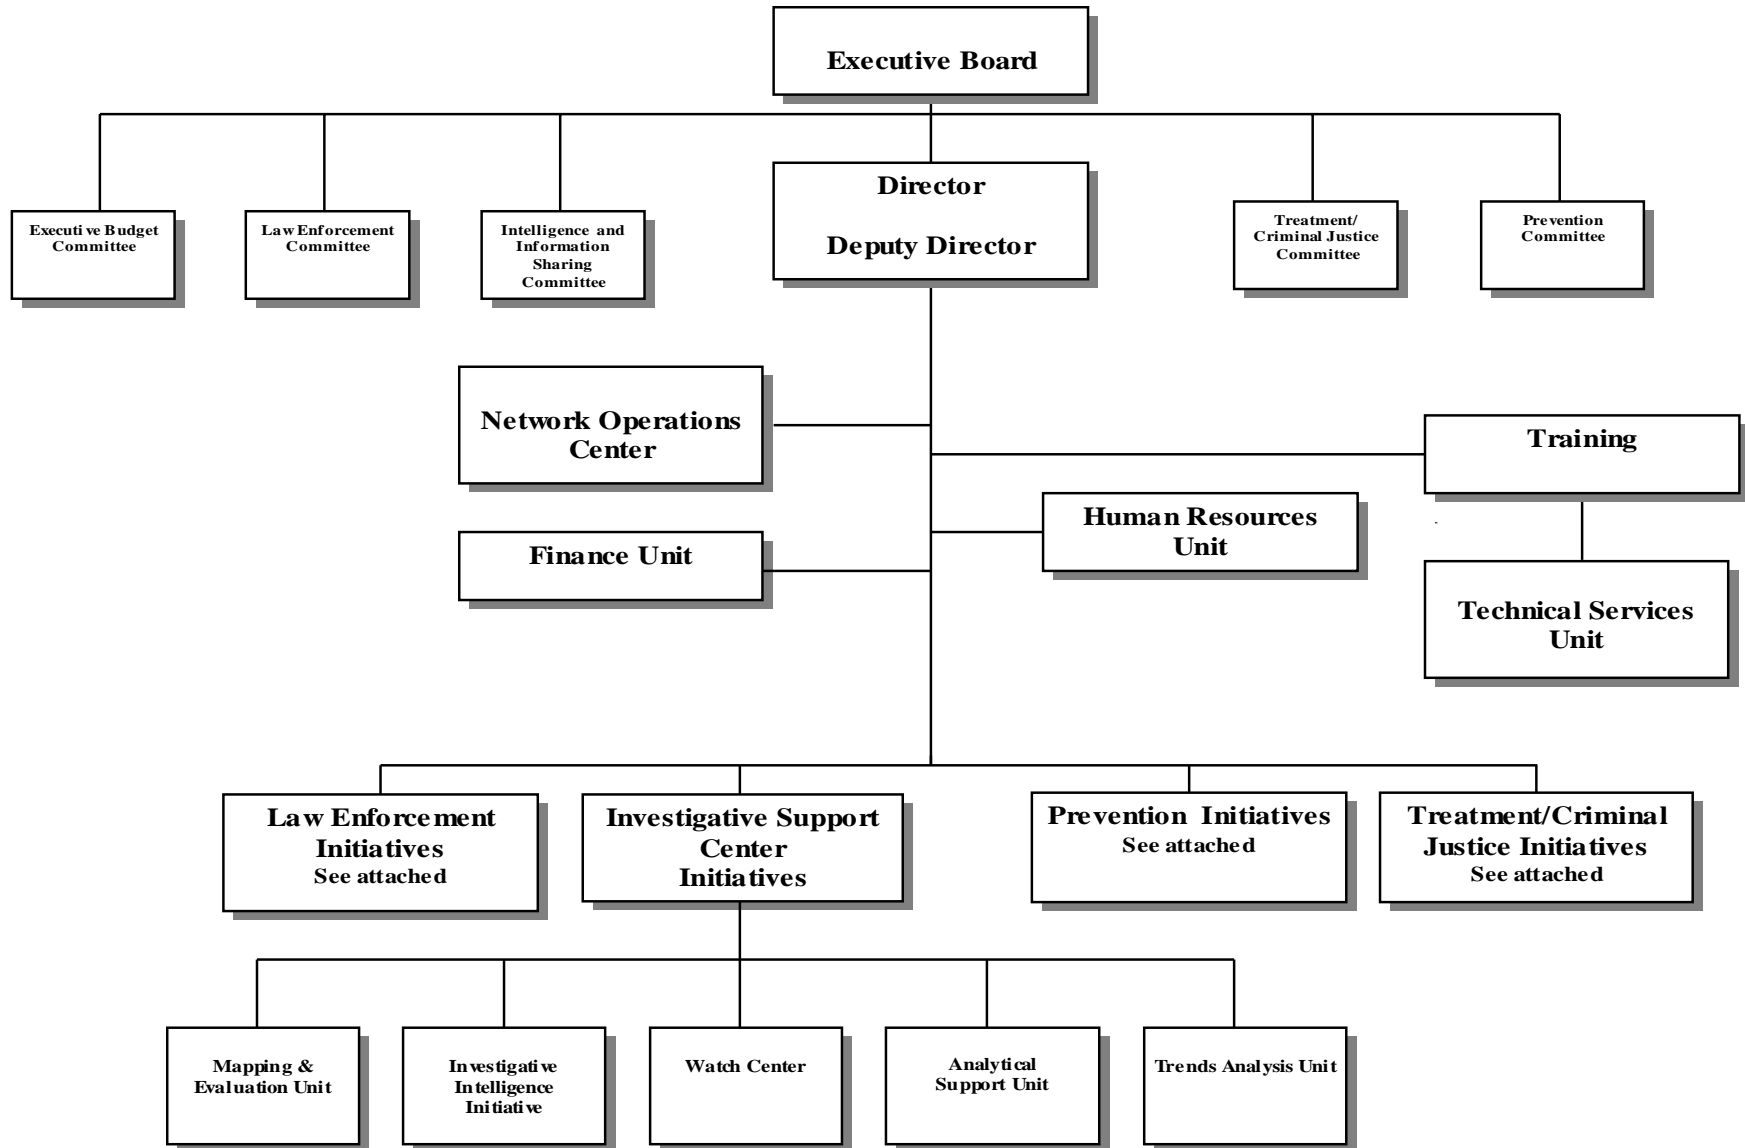 Executive Board
Director
Deputy Director
Executive Budget
Committee
Law Enforcement
Committee
Intelligence and
Information
Sharing
Committee
Treatment/
Criminal Justice
Committee
Prevention
Committee
Network Operations
Center
Training
Human Resources
Unit
Finance Unit
Technical Services
Unit
Law Enforcement
Initiatives
See attached
Investigative Support
Center
Initiatives
Prevention Initiatives
See attached
Treatment/Criminal
Justice Initiatives
See attached
Mapping &
Evaluation Unit
Investigative
Intelligence
Initiative
Watch Center
Analytical
Support Unit
Trends Analysis Unit